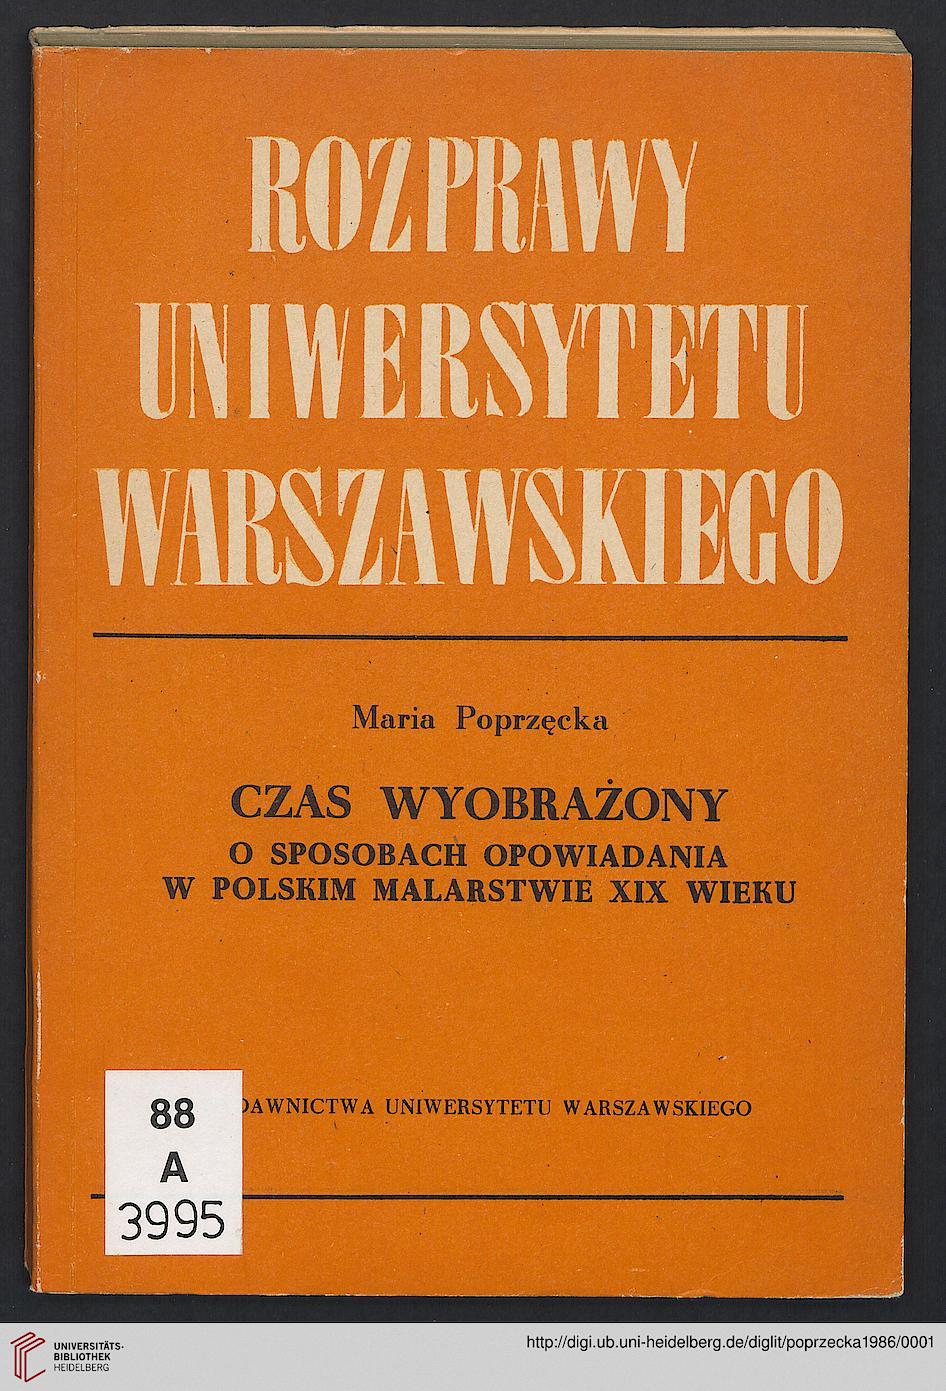 ROZPRAWY
UNIWERSYTETU
WARSZAWSKIEGO
Maria Poprzęcka
CZAS WYOBRAŻONY
O SPOSOBACH OPOWIADANIA
W POLSKIM MALARSTWIE XIX WIEKU
DAWNICTWA UNIWERSYTETU WARSZAWSKIEGO
88
A
3995
UNIVERSITÄTS-
BIBLIOTHEK
HEIDELBERG
http://digi.ub.uni-heidelberg.de/diglit/poprzecka1986/0001